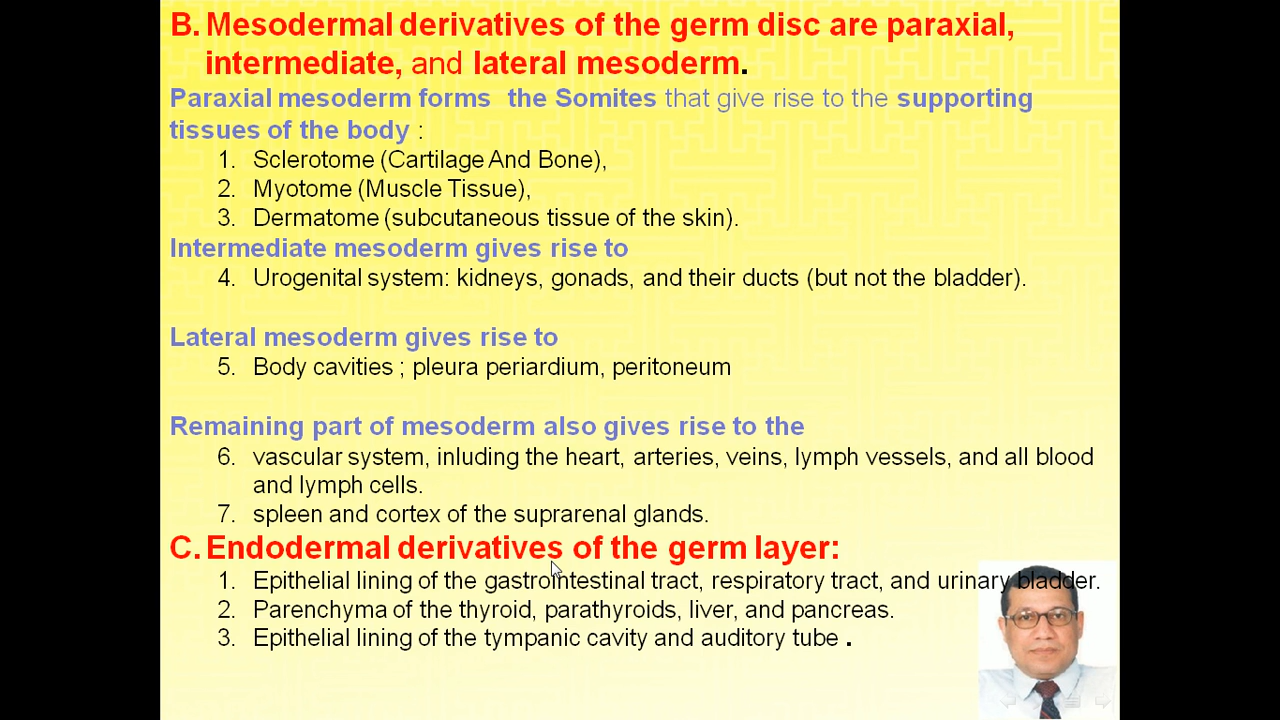 B. Mesodermal derivatives of the germ disc are paraxial,
intermediate, and lateral mesoderm.
Paraxial mesoderm forms the Somites that give rise to the supporting
tissues of the body :
1. Sclerotome (Cartilage And Bone),
2. Myotome (Muscle Tissue),
3. Dermatome (subcutaneous tissue of the skin).
Intermediate mesoderm gives rise to
4. Urogenital system: kidneys, gonads, and their ducts (but not the bladder).
Lateral mesoderm gives rise to
5. Body cavities ; pleura periardium, peritoneum
Remaining part of mesoderm also gives rise to the
6. vascular system, inluding the heart, arteries, veins, lymph vessels, and all blood
and lymph cells.
7. spleen and cortex of the suprarenal glands.
C. Endodermal derivatives of the germ layer:
1. Epithelial lining of the gastrointestinal tract, respiratory tract, and urinary bladder.
2. Parenchyma of the thyroid, parathyroids, liver, and pancreas.
3. Epithelial lining of the tympanic cavity and auditory tube .